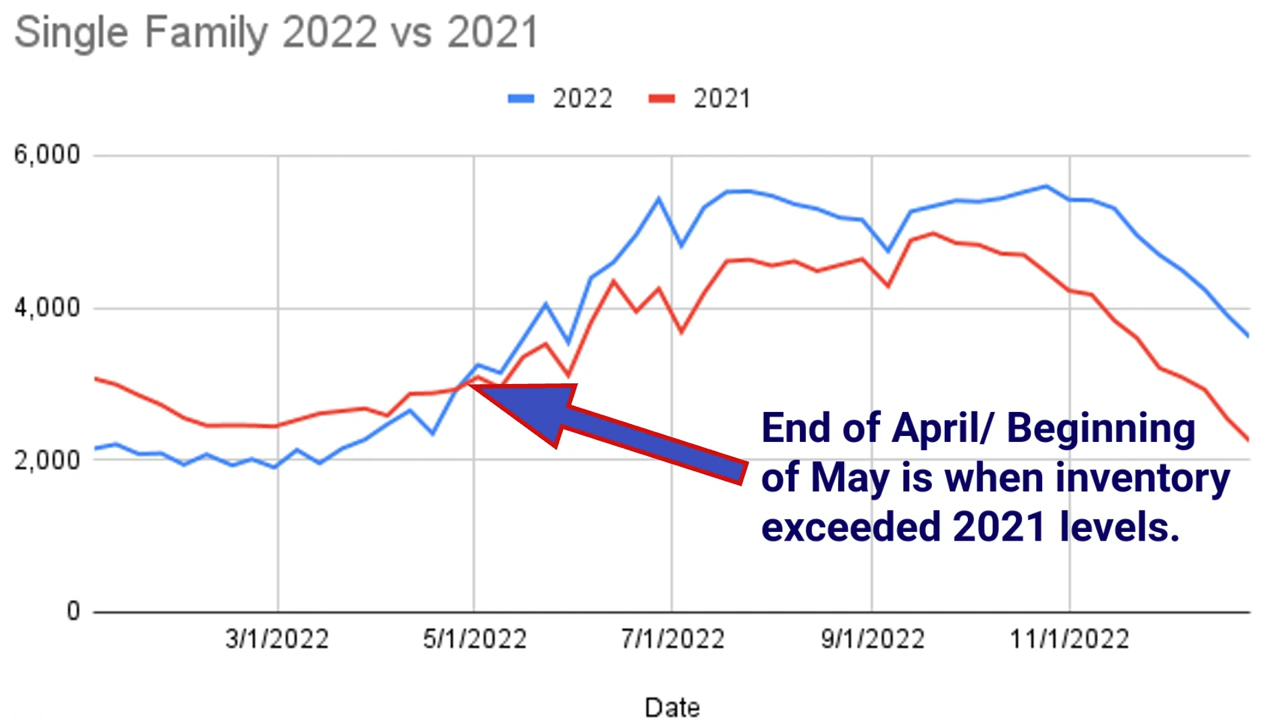 Single Family 2022 vs 2021
2022 2021
6,000
4,000
2,000
0
End of April/ Beginning
of May is when inventory
exceeded 2021 levels.
3/1/2022 5/1/2022 7/1/2022 9/1/2022 11/1/2022
Date